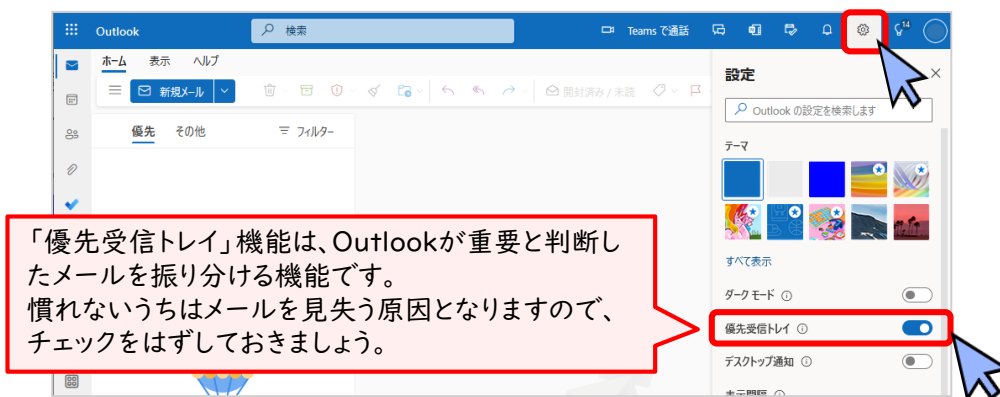 Outlook
検索
Teams で通話
14
ホーム 表示 ヘルプ
新規メール
開封済み / 未読
優先 その他
フィルター
設定
Outlook の設定を検索します
テーマ
すべて表示
ダーク モード
優先受信トレイ
デスクトップ通知
表示間隔
「優先受信トレイ」機能は、Outlookが重要と判断し
たメールを振り分ける機能です。
慣れないうちはメールを見失う原因となりますので、
チェックをはずしておきましょう。